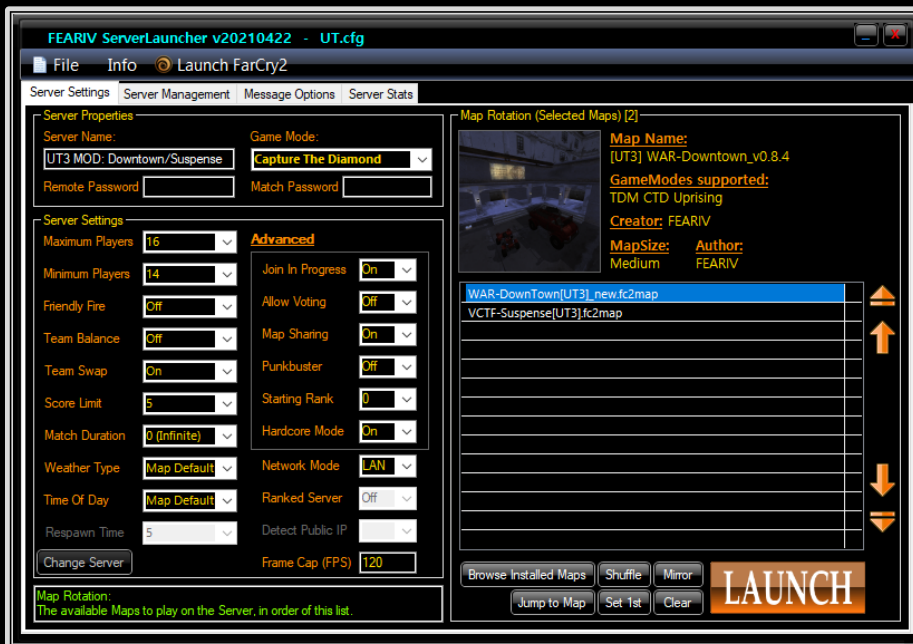 FEARIV ServerLauncher v20210422 - UT.cfg
File Info Launch FarCry2
Server Settings Server Management Message Options Server Stats
Server Properties
Server Name: Game Mode:
UT3 MOD: Downtown/Suspense Capture The Diamond
Remote Password Match Password
Server Settings
Maximum Players 16 Advanced
Minimum Players 14 Join In Progress On
Friendly Fire Off Allow Voting Off
Team Balance Off Map Sharing On
Team Swap On Punkbuster Off
Score Limit 5 Starting Rank 0
Match Duration 0 (Infinite) Hardcore Mode On
Weather Type Map Default Network Mode LAN
Time Of Day Map Default Ranked Server Off
Respawn Time 5 Detect Public IP
Change Server Frame Cap (FPS) 120
Map Rotation:
The available Maps to play on the Server, in order of this list.
Map Rotation (Selected Maps) [2]
Map Name:
[UT3] WAR-Downtown_v0.8.4
GameModes supported:
TDM CTD Uprising
Creator: FEARIV
MapSize: Author:
Medium FEARIV
WAR-DownTown[UT3]_new.fc2map
VCTF-Suspense[UT3].fc2map
Browse Installed Maps Shuffle Mirror
Jump to Map Set 1st Clear
LAUNCH